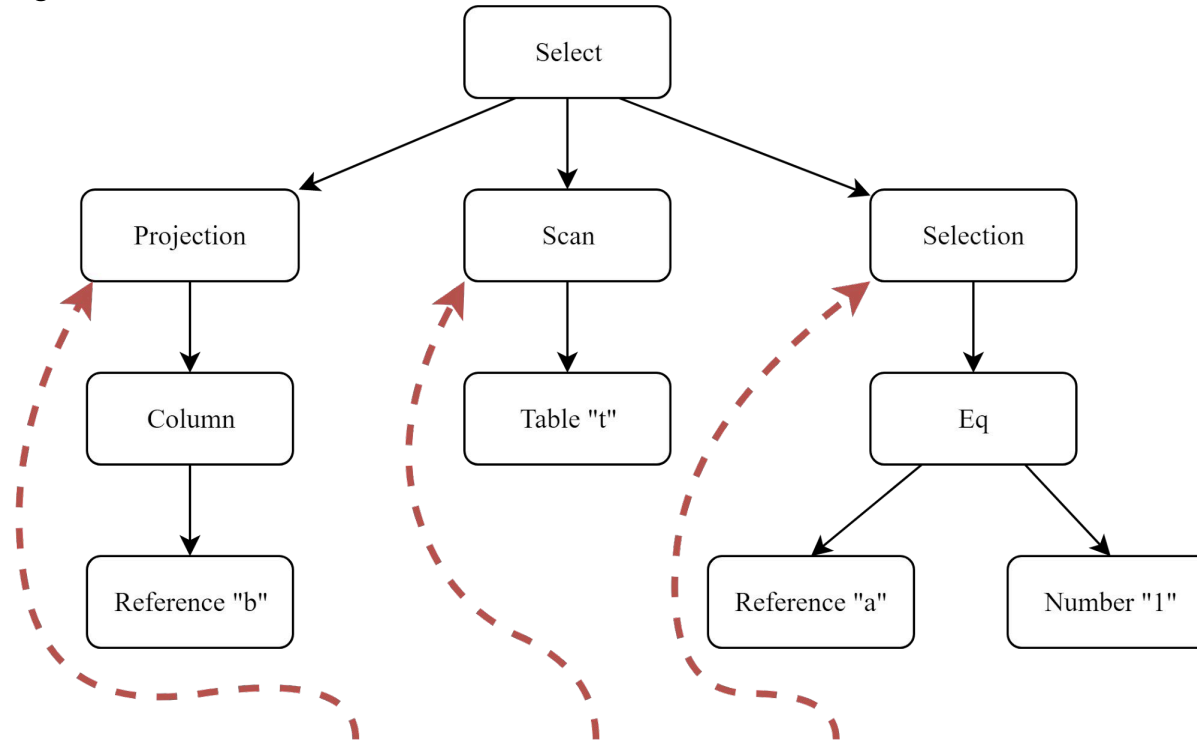 Select
Projection
Scan
Selection
Column
Table "t"
Eq
Reference "b"
Reference "a"
Number "1"